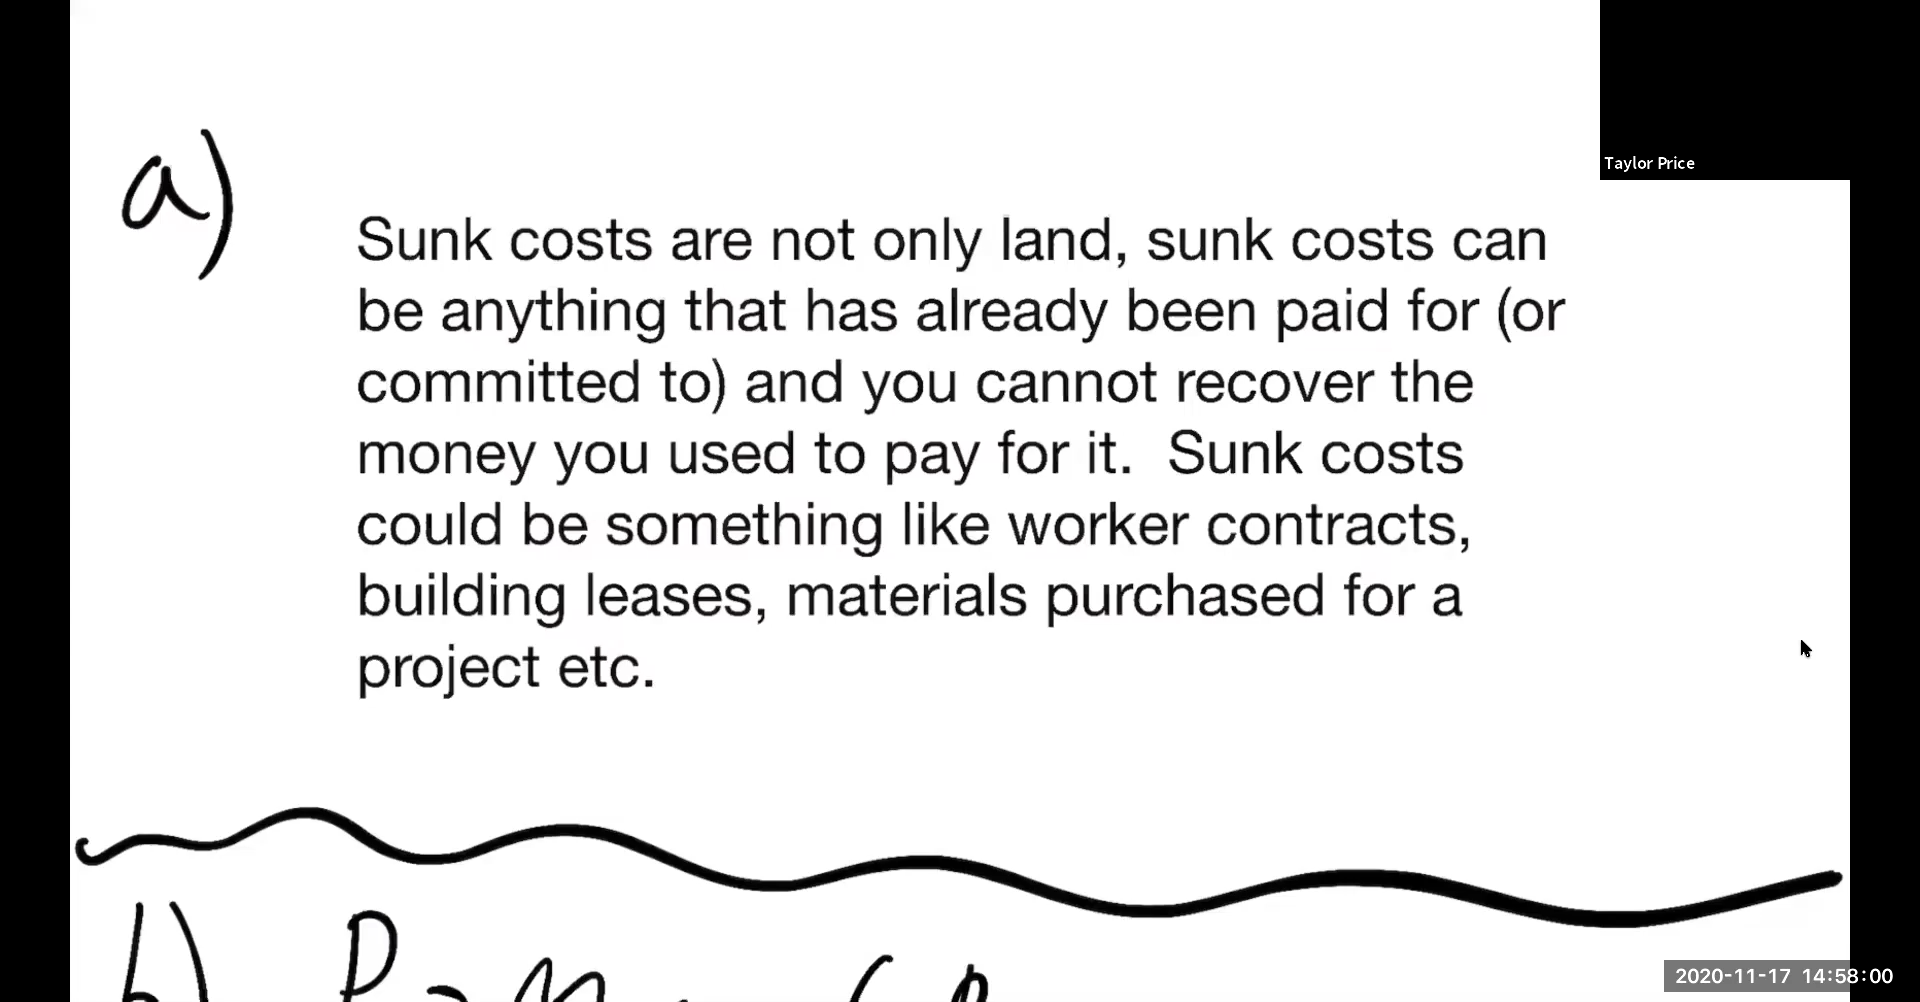 Taylor Price
a)
Sunk costs are not only land, sunk costs can
be anything that has already been paid for (or
committed to) and you cannot recover the
money you used to pay for it.  Sunk costs
could be something like worker contracts,
building leases, materials purchased for a
project etc.
b)
2020-11-17 14:58:00